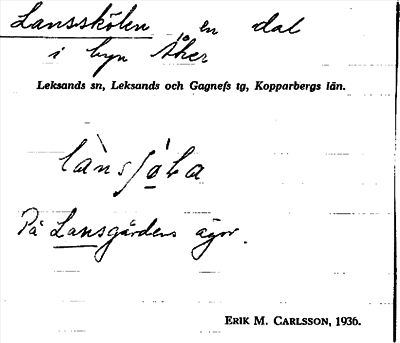 Lansskölen, en dal
i byn Åker
Leksands sn, Leksands och Gagnefs tg, Kopparbergs län.
På Lansgårdens ägor.
ERIK M. CARLSSON, 1936.